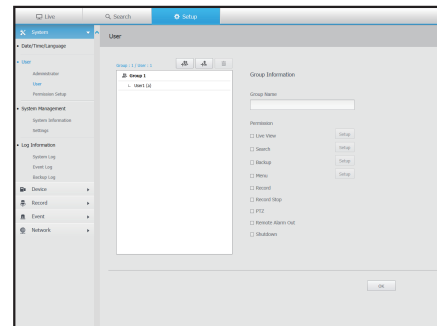 Live
Search
Setup
System
User
Date/Time/Language
User
Administrator
User
Permission Setup
System Management
System Information
Settings
Log Information
System Log
Event Log
Backup Log
Device
Record
Event
Network
Group : 1 / User : 1
Group 1
User1 (a)
Group Information
Group Name
Permission
Live View Setup
Search Setup
Backup Setup
Menu Setup
Record
Record Stop
PTZ
Remote Alarm Out
Shutdown
OK